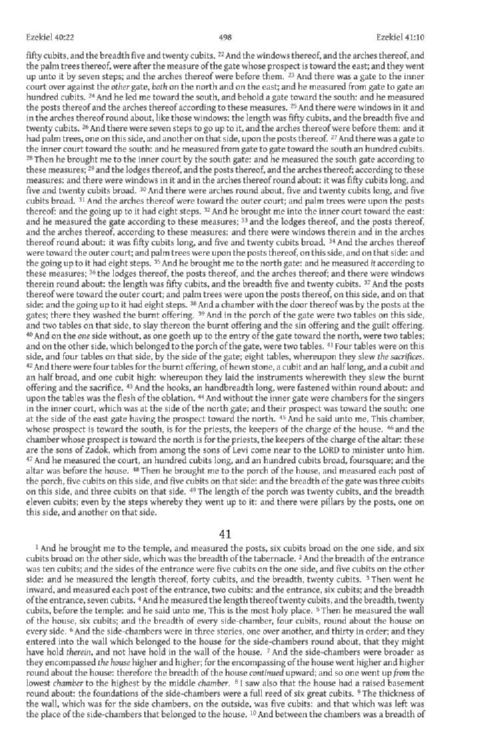 Ezekiel 40:22 498 Ezekiel 41:10
fifty cubits, and the breadth five and twenty cubits. 22 And the windows thereof, and the arches thereof, and
the palm trees thereof, were after the measure of the gate whose prospect is toward the east; and they went
up unto it by seven steps; and the arches thereof were before them. 23 And there was a gate to the inner
court over against the other gate, both on the north and on the east; and he measured from gate to gate an
hundred cubits. 24 And he led me toward the south, and behold a gate toward the south: and he measured
the posts thereof and the arches thereof according to these measures. 25 And there were windows in it and
in the arches thereof round about, like those windows: the length was fifty cubits, and the breadth five and
twenty cubits. 26 And there were seven steps to go up to it, and the arches thereof were before them: and it
had palm trees, one on this side, and another on that side, upon the posts thereof. 27 And there was a gate to
the inner court toward the south: and he measured from gate to gate toward the south an hundred cubits.
28 Then he brought me to the inner court by the south gate: and he measured the south gate according to
these measures; 29 and the lodges thereof, and the posts thereof, and the arches thereof, according to these
measures: and there were windows in it and in the arches thereof round about: it was fifty cubits long, and
five and twenty cubits broad. 30 And there were arches round about, five and twenty cubits long, and five
cubits broad. 31 And the arches thereof were toward the outer court; and palm trees were upon the posts
thereof: and the going up to it had eight steps. 32 And he brought me into the inner court toward the east:
and he measured the gate according to these measures; 33 and the lodges thereof, and the posts thereof,
and the arches thereof, according to these measures: and there were windows therein and in the arches
thereof round about: it was fifty cubits long, and five and twenty cubits broad. 34 And the arches thereof
were toward the outer court; and palm trees were upon the posts thereof, on this side, and on that side: and
the going up to it had eight steps. 35 And he brought me to the north gate: and he measured it according to
these measures; 36 the lodges thereof, the posts thereof, and the arches thereof; and there were windows
therein round about: the length was fifty cubits, and the breadth five and twenty cubits. 37 And the posts
thereof were toward the outer court; and palm trees were upon the posts thereof, on this side, and on that
side: and the going up to it had eight steps. 38 And a chamber with the door thereof was by the posts at the
gates; there they washed the burnt offering. 39 And in the porch of the gate were two tables on this side,
and two tables on that side, to slay thereon the burnt offering and the sin offering and the guilt offering.
40 And on the one side without, as one goeth up to the entry of the gate toward the north, were two tables;
and on the other side, which belonged to the porch of the gate, were two tables. 41 Four tables were on this
side, and four tables on that side, by the side of the gate; eight tables, whereupon they slew the sacrifices.
42 And there were four tables for the burnt offering, of hewn stone, a cubit and an half long, and a cubit and
an half broad, and one cubit high: whereupon they laid the instruments wherewith they slew the burnt
offering and the sacrifice. 43 And the hooks, an handbreadth long, were fastened within round about: and
upon the tables was the flesh of the oblation. 44 And without the inner gate were chambers for the singers
in the inner court, which was at the side of the north gate; and their prospect was toward the south: one
at the side of the east gate having the prospect toward the north. 45 And he said unto me, This chamber,
whose prospect is toward the south, is for the priests, the keepers of the charge of the house. 46 and the
chamber whose prospect is toward the north is for the priests, the keepers of the charge of the altar: these
are the sons of Zadok, which from among the sons of Levi come near to the LORD to minister unto him.
47 And he measured the court, an hundred cubits long, and an hundred cubits broad, foursquare; and the
altar was before the house. 48 Then he brought me to the porch of the house, and measured each post of
the porch, five cubits on this side, and five cubits on that side: and the breadth of the gate was three cubits
on this side, and three cubits on that side. 49 The length of the porch was twenty cubits, and the breadth
eleven cubits; even by the steps whereby they went up to it: and there were pillars by the posts, one on
this side, and another on that side.
41
1 And he brought me to the temple, and measured the posts, six cubits broad on the one side, and six
cubits broad on the other side, which was the breadth of the tabernacle. 2 And the breadth of the entrance
was ten cubits; and the sides of the entrance were five cubits on the one side, and five cubits on the other
side: and he measured the length thereof, forty cubits, and the breadth, twenty cubits. 3 Then went he
inward, and measured each post of the entrance, two cubits: and the entrance, six cubits; and the breadth
of the entrance, seven cubits. 4 And he measured the length thereof twenty cubits, and the breadth, twenty
cubits, before the temple: and he said unto me, This is the most holy place. 5 Then he measured the wall
of the house, six cubits; and the breadth of every side-chamber, four cubits, round about the house on
every side. 6 And the side-chambers were in three stories, one over another, and thirty in order; and they
entered into the wall which belonged to the house for the side-chambers round about, that they might
have hold therein, and not have hold in the wall of the house. 7 And the side-chambers were broader as
they encompassed the house higher and higher; for the encompassing of the house went higher and higher
round about the house: therefore the breadth of the house continued upward; and so one went up from the
lowest chamber to the highest by the middle chamber. 8 I saw also that the house had a raised basement
round about: the foundations of the side-chambers were a full reed of six great cubits. 9 The thickness of
the wall, which was for the side chambers, on the outside, was five cubits: and that which was left was
the place of the side-chambers that belonged to the house. 10 And between the chambers was a breadth of